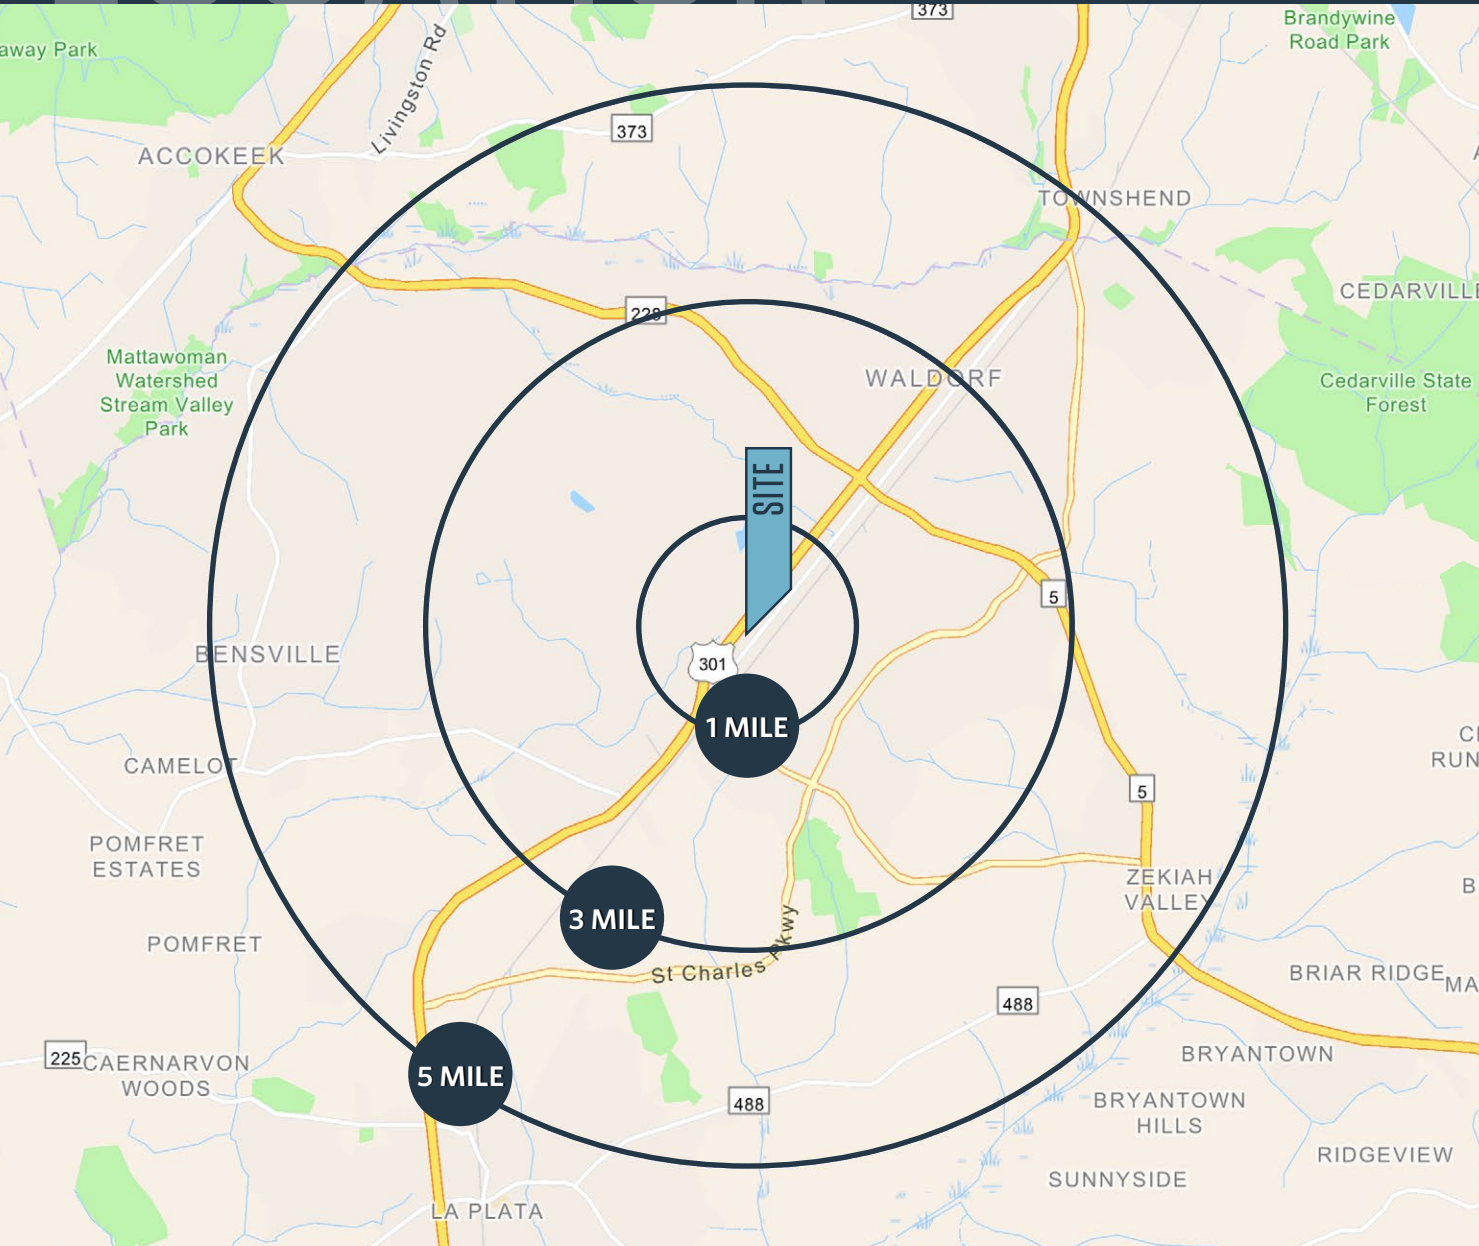 373
Brandywine
Road Park
away Park
Livingston Rd
373
ACCOKEEK
TOWNSHEND
CEDARVILLE
228
Mattawoman
Watershed
Stream Valley
Park
WALDORF
Cedarville State
Forest
SITE
5
BENSVILLE
301
1 MILE
CAMELOT
5
RUN
POMFRET
ESTATES
ZEKIAH
VALLEY
3 MILE
POMFRET
St Charles Pkwy
BRIAR RIDGE
MA
488
225
CAERNARVON
WOODS
BRYANTOWN
5 MILE
488
BRYANTOWN
HILLS
RIDGEVIEW
SUNNYSIDE
LA PLATA